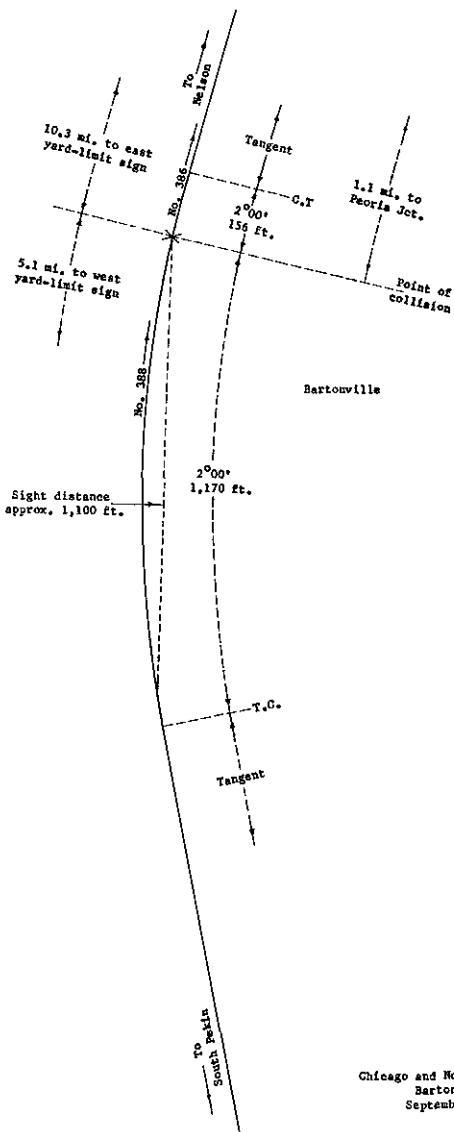 To
Nelson
10.3 mi. to east
yard-limit sign
No. 386
Tangent
C.T
1.1 mi. to
Peoria Jct.
2°00'
156 ft.
5.1 mi. to west
yard-limit sign
Point of
collision
No. 388
Bartonville
2°00'
1,170 ft.
Sight distance
approx. 1,100 ft.
T.C.
Tangent
To
South Pekin
Chicago and No
Barton
Septemb